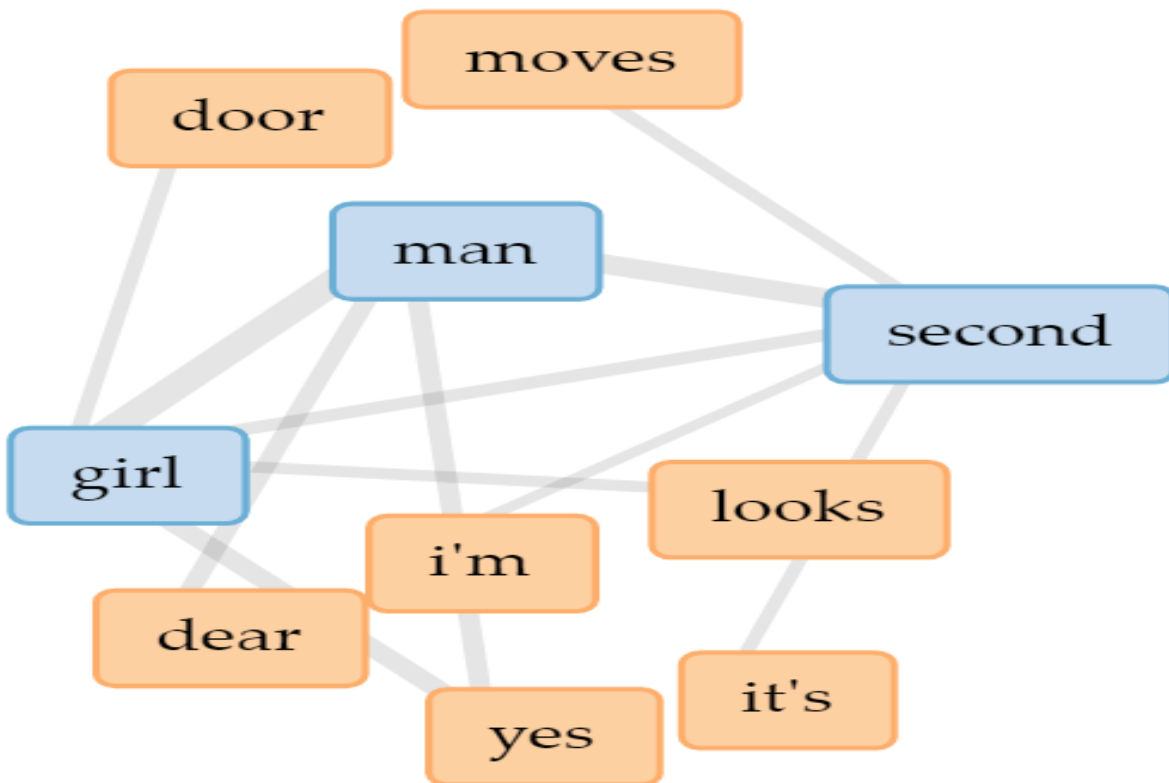 moves
door
man
second
girl
looks
i'm
dear
it's
yes